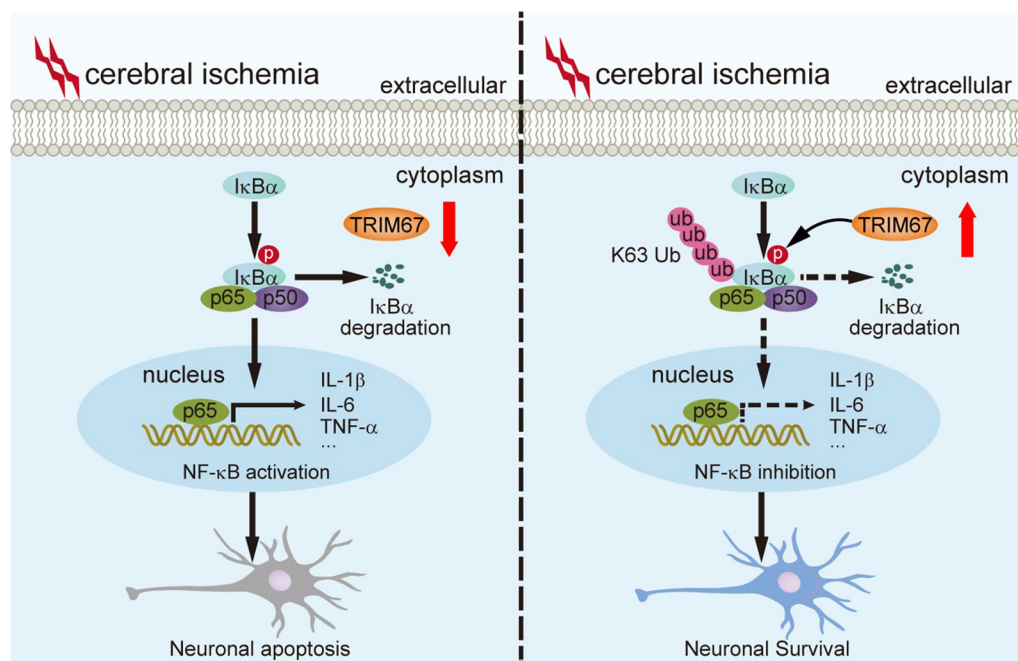 cerebral ischemia
extracellular
cytoplasm
IκBα
TRIM67
p
IκBα
p65
p50
IκBα
degradation
nucleus
p65
IL-1β
IL-6
TNF-α
...
NF-κB activation
Neuronal apoptosis
cerebral ischemia
extracellular
cytoplasm
IκBα
TRIM67
ub
ub
ub
ub
K63 Ub
p
IκBα
p65
p50
IκBα
degradation
nucleus
p65
IL-1β
IL-6
TNF-α
...
NF-κB inhibition
Neuronal Survival